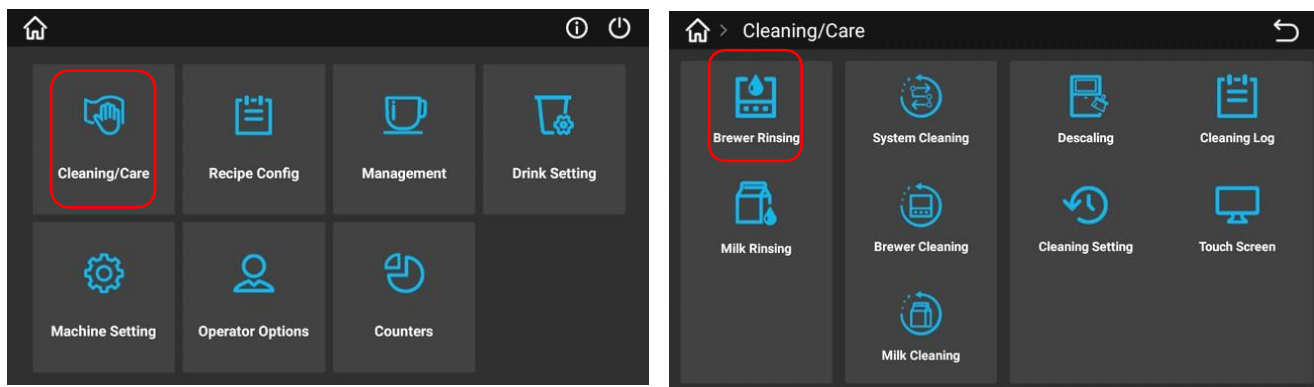 Cleaning/Care
Recipe Config
Management
Drink Setting
Machine Setting
Operator Options
Counters
> Cleaning/Care
Brewer Rinsing
System Cleaning
Descaling
Cleaning Log
Milk Rinsing
Brewer Cleaning
Cleaning Setting
Touch Screen
Milk Cleaning